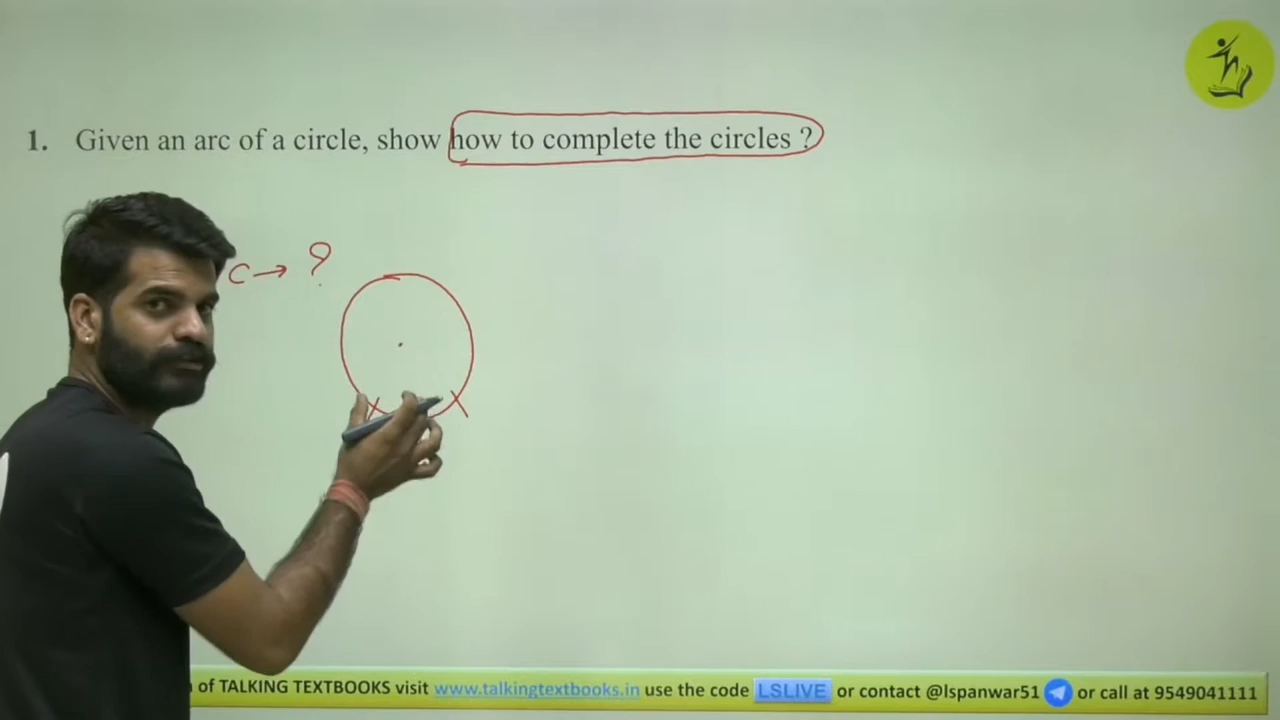 1. Given an arc of a circle, show how to complete the circles ?
C → ?
of TALKING TEXTBOOKS visit www.talkingtextbooks.in use the code LSLIVE or contact @lspanwar51 or call at 9549041111